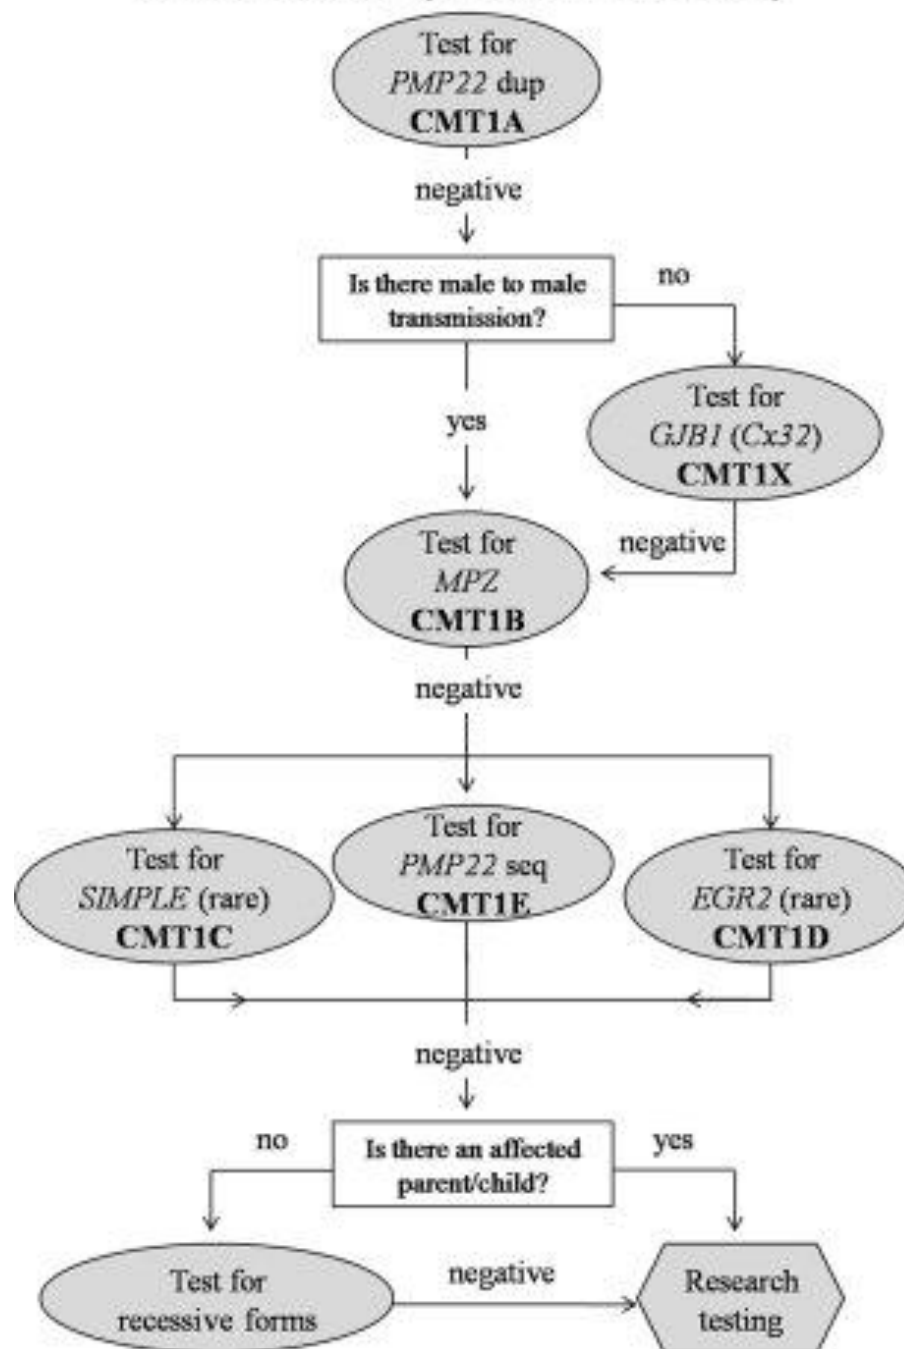 Test for
PMP22 dup
CMT1A
negative
Is there male to male
transmission?
no
yes
Test for
GJB1 (Cx32)
CMT1X
negative
Test for
MPZ
CMT1B
negative
Test for
SIMPLE (rare)
CMT1C
Test for
PMP22 seq
CMT1E
Test for
EGR2 (rare)
CMT1D
negative
Is there an affected
parent/child?
no
yes
Test for
recessive forms
negative
Research
testing